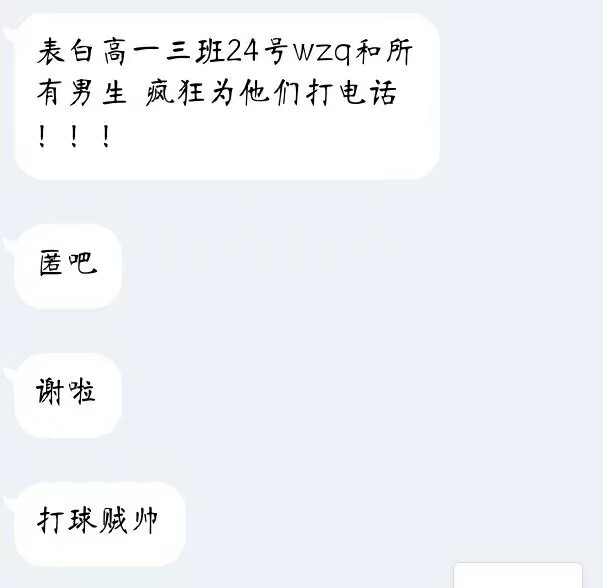 表白高一三班24号wzq和所
有男生 疯狂为他们打电话
！！！
匿吧
谢啦
打球贼帅